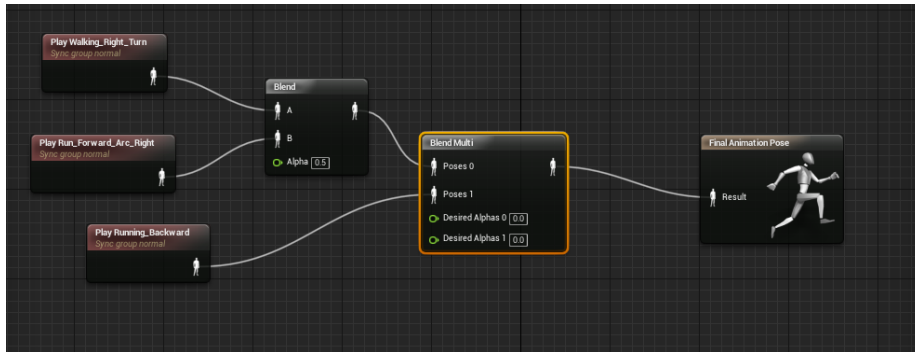 Play Walking_Right_Turn
Sync group normal
Play Run_Forward_Arc_Right
Sync group normal
Play Running_Backward
Sync group normal
Blend
A
B
Alpha 0.5
Blend Multi
Poses 0
Poses 1
Desired Alphas 0 0.0
Desired Alphas 1 0.0
Final Animation Pose
Result